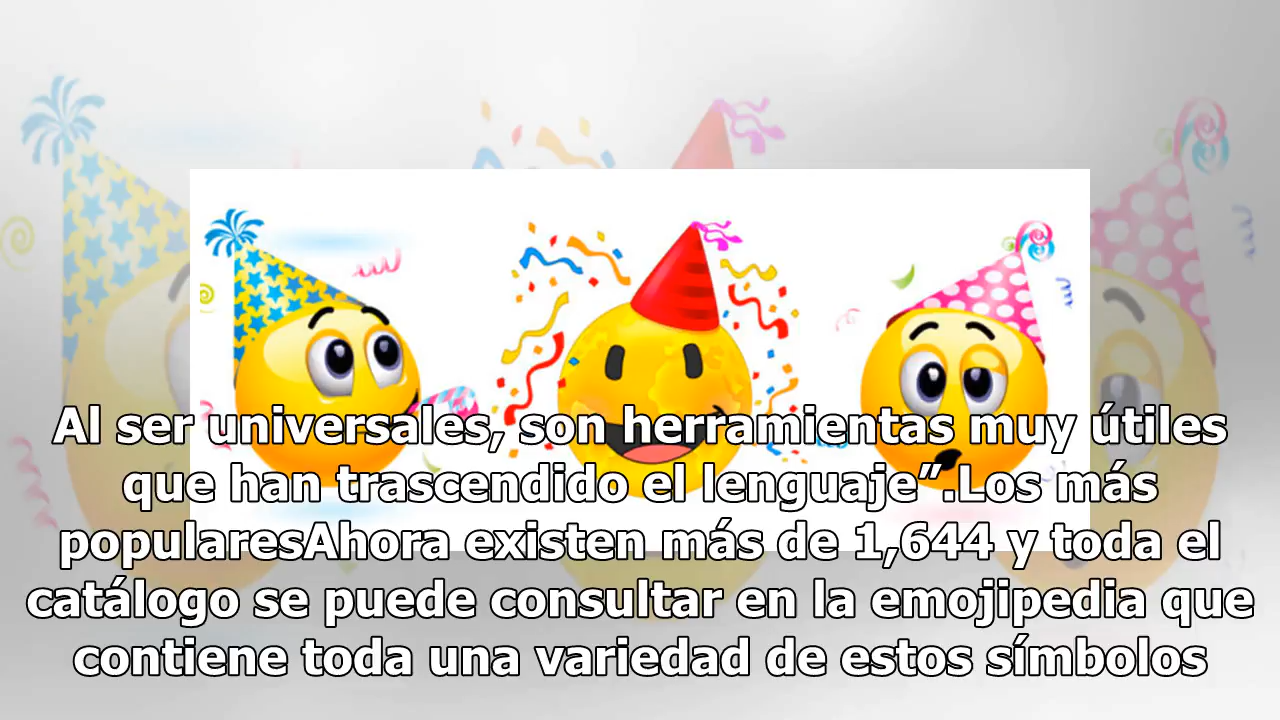 Al ser universales, son herramientas muy útiles
que han trascendido el lenguaje”.Los más
popularesAhora existen más de 1,644 y toda el
catálogo se puede consultar en la emojipedia que
contiene toda una variedad de estos símbolos